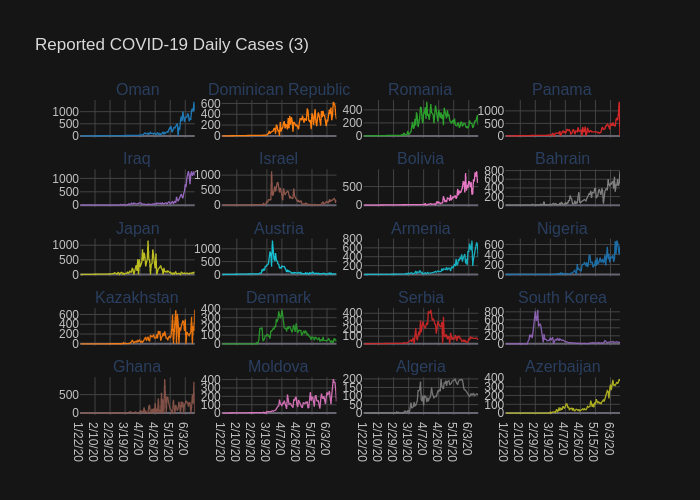 Reported COVID-19 Daily Cases (3)
Oman Dominican Republic Romania Panama
1000 500 0 600 400 200 0 400 200 0 1000 500 0
Iraq Israel Bolivia Bahrain
1000 500 0 1000 500 0 500 0 800 600 400 200 0
Japan Austria Armenia Nigeria
1000 500 0 1000 500 0 800 600 400 200 0 600 400 200 0
Kazakhstan Denmark Serbia South Korea
600 400 200 0 400 300 200 100 0 400 300 200 100 0 800 600 400 200 0
Ghana Moldova Algeria Azerbaijan
500 0 400 300 200 100 0 200 150 100 50 0 400 300 200 100 0
1/22/20 2/10/20 2/29/20 3/19/20 4/7/20 4/26/20 5/15/20 6/3/20 1/22/20 2/10/20 2/29/20 3/19/20 4/7/20 4/26/20 5/15/20 6/3/20 1/22/20 2/10/20 2/29/20 3/19/20 4/7/20 4/26/20 5/15/20 6/3/20 1/22/20 2/10/20 2/29/20 3/19/20 4/7/20 4/26/20 5/15/20 6/3/20